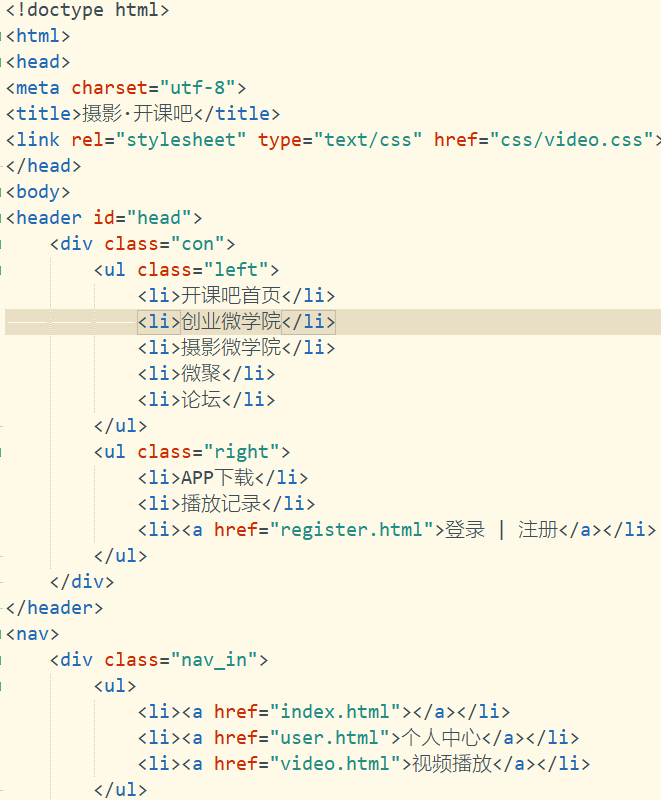 <!doctype html>
<html>
<head>
<meta charset="utf-8">
<title>摄影·开课吧</title>
<link rel="stylesheet" type="text/css" href="css/video.css">
</head>
<body>
<header id="head">
    <div class="con">
        <ul class="left">
            <li>开课吧首页</li>
            <li>创业微学院</li>
            <li>摄影微学院</li>
            <li>微聚</li>
            <li>论坛</li>
        </ul>
        <ul class="right">
            <li>APP下载</li>
            <li>播放记录</li>
            <li><a href="register.html">登录 | 注册</a></li>
        </ul>
    </div>
</header>
<nav>
    <div class="nav_in">
        <ul>
            <li><a href="index.html"></a></li>
            <li><a href="user.html">个人中心</a></li>
            <li><a href="video.html">视频播放</a></li>
        </ul>